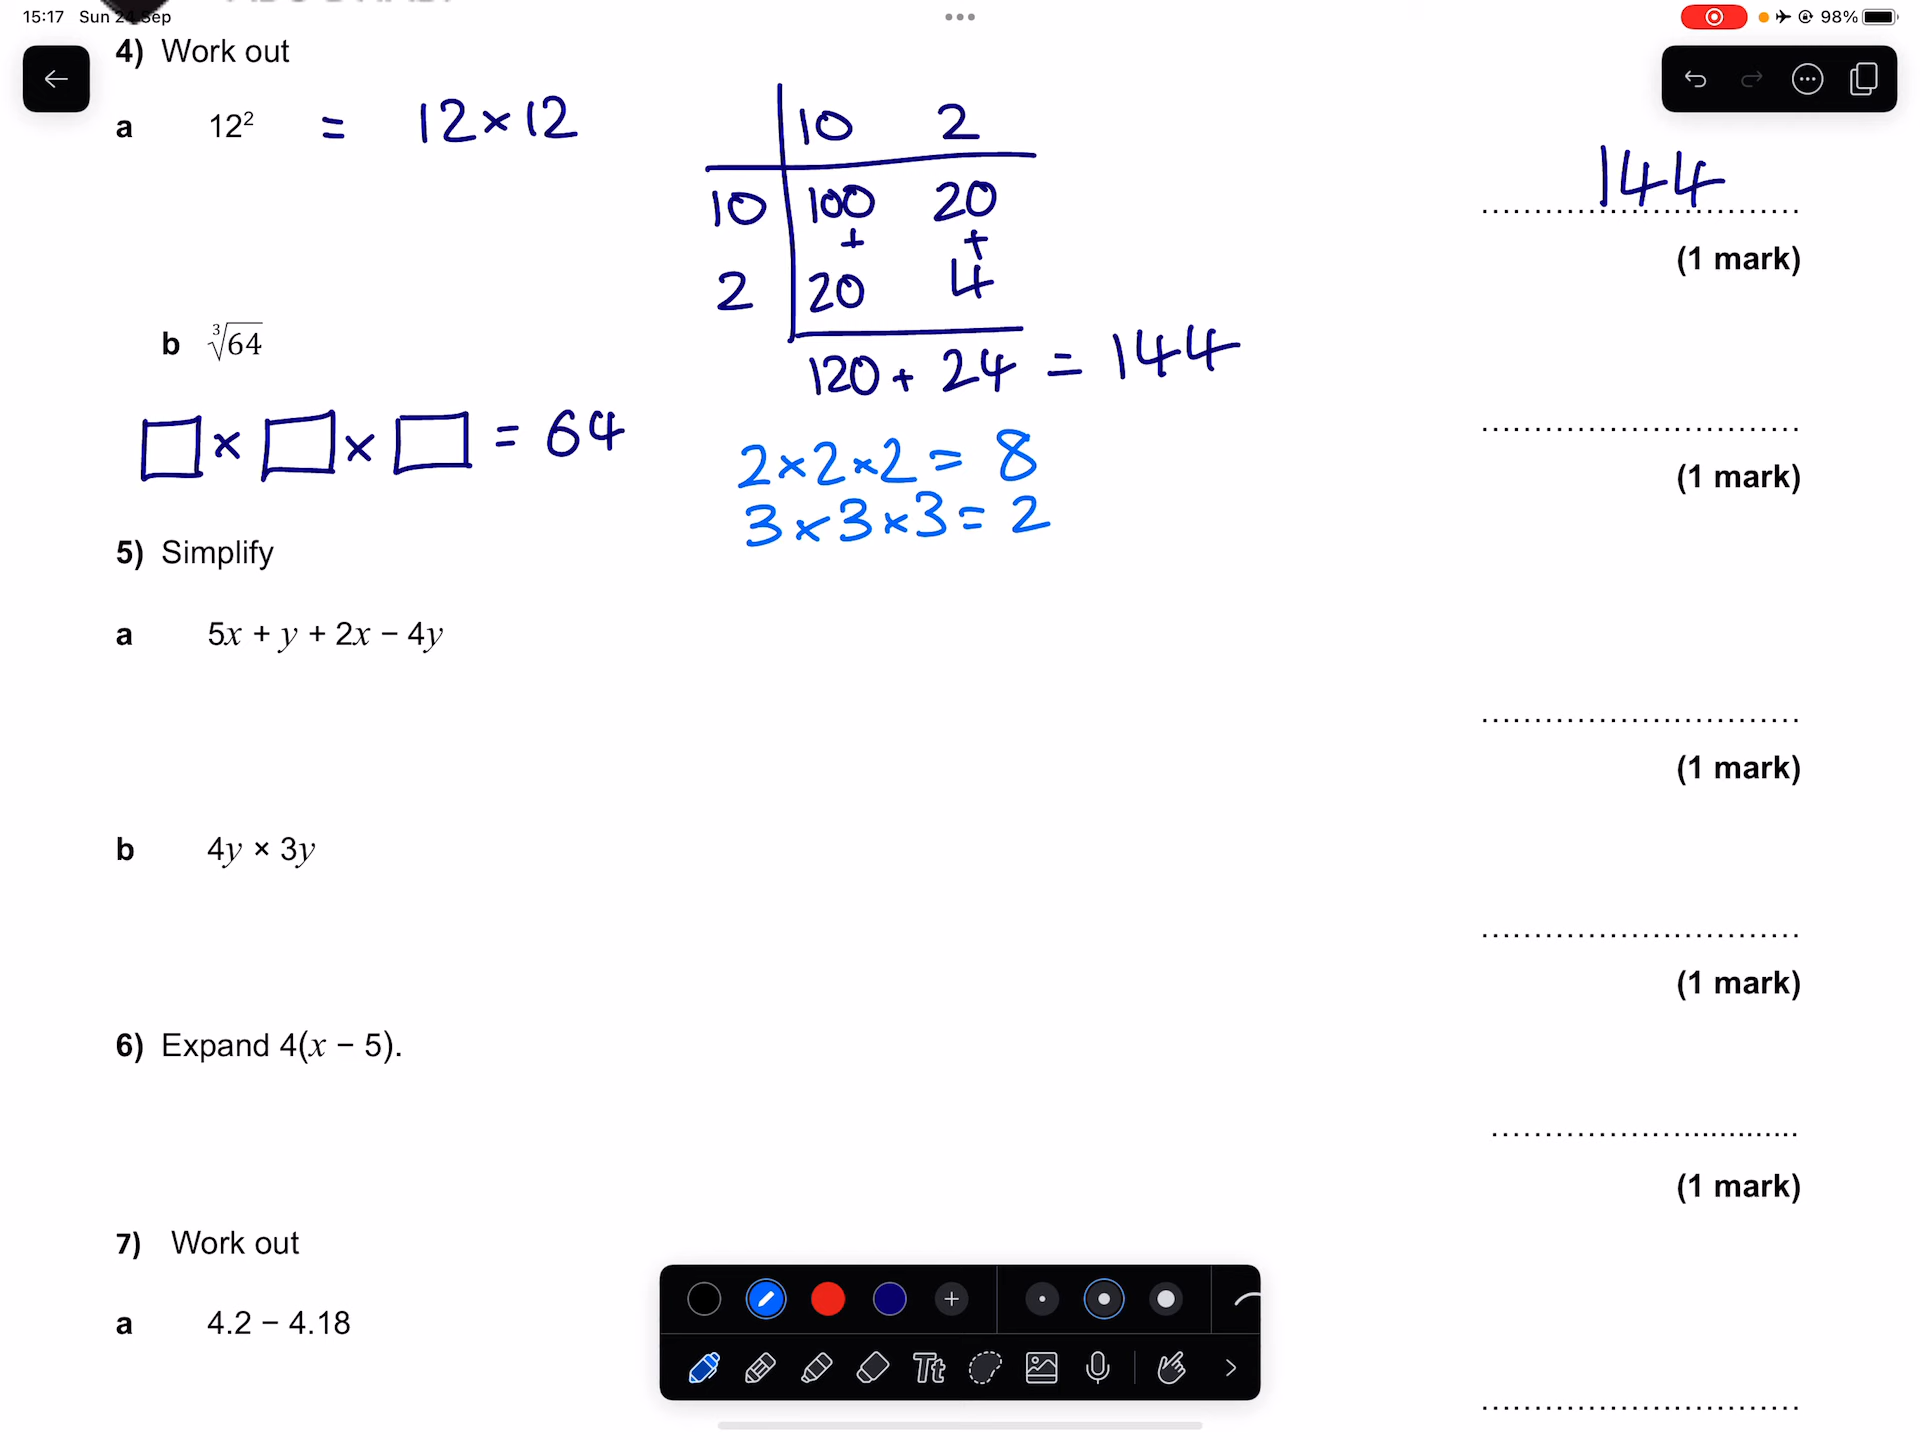 15:17 Sun 24 Sep
98%
4) Work out
a 12² = 12 × 12
10 2
10 100 20
+ +
2 20 4
120 + 24 = 144
144
(1 mark)
b ∛64
□ × □ × □ = 64
2 × 2 × 2 = 8
3 × 3 × 3 = 2
(1 mark)
5) Simplify
a 5x + y + 2x − 4y
(1 mark)
b 4y × 3y
(1 mark)
6) Expand 4(x − 5).
(1 mark)
7) Work out
a 4.2 − 4.18
Tt